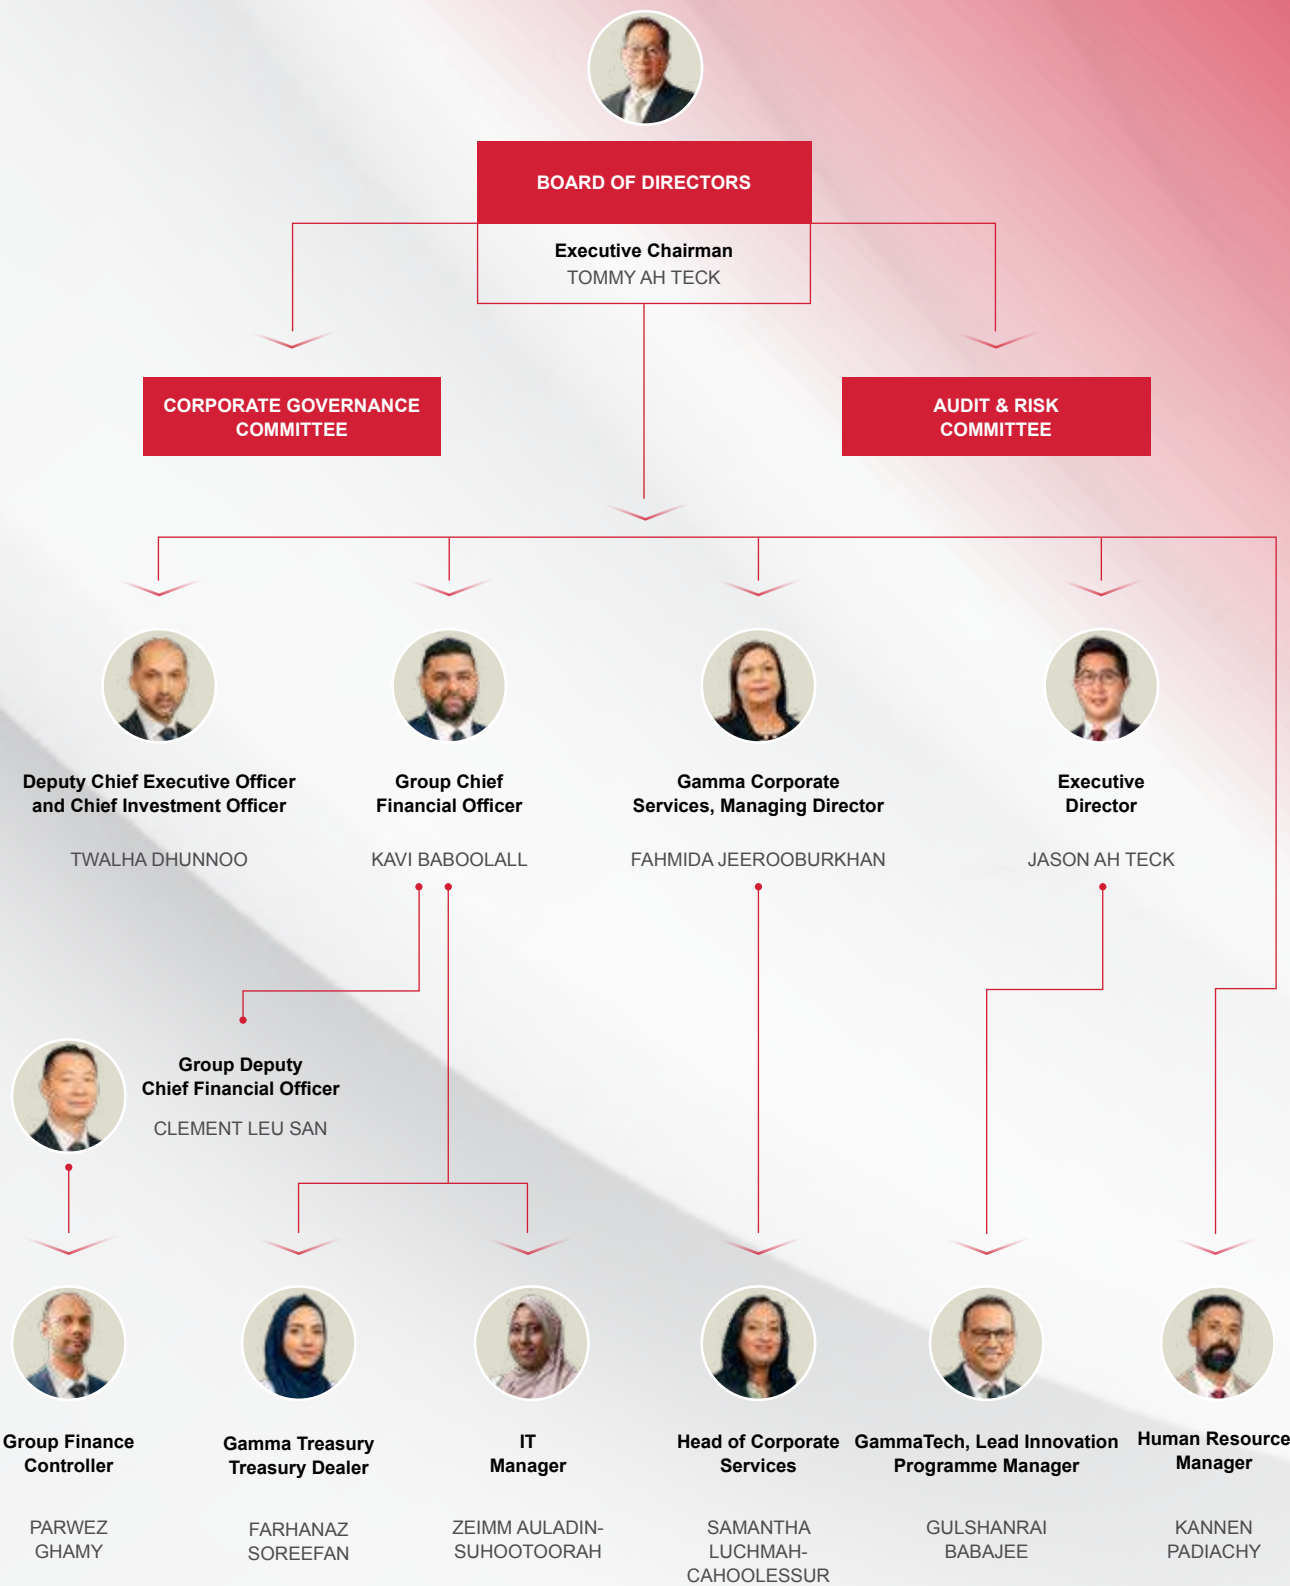 BOARD OF DIRECTORS
Executive Chairman
TOMMY AH TECK
CORPORATE GOVERNANCE
COMMITTEE
AUDIT & RISK
COMMITTEE
Deputy Chief Executive Officer
and Chief Investment Officer
TWALHA DHUNNOO
Group Chief
Financial Officer
KAVI BABOOLALL
Gamma Corporate
Services, Managing Director
FAHMIDA JEEROOBURKHAN
Executive
Director
JASON AH TECK
Group Deputy
Chief Financial Officer
CLEMENT LEU SAN
Group Finance
Controller
PARWEZ
GHAMY
Gamma Treasury
Treasury Dealer
FARHANAZ
SOREEFAN
IT
Manager
ZEIMM AULADIN-
SUHOOTOORAH
Head of Corporate
Services
SAMANTHA
LUCHMAH-
CAHOOLESSUR
GammaTech, Lead Innovation
Programme Manager
GULSHANRAI
BABAJEE
Human Resource
Manager
KANNEN
PADIACHY